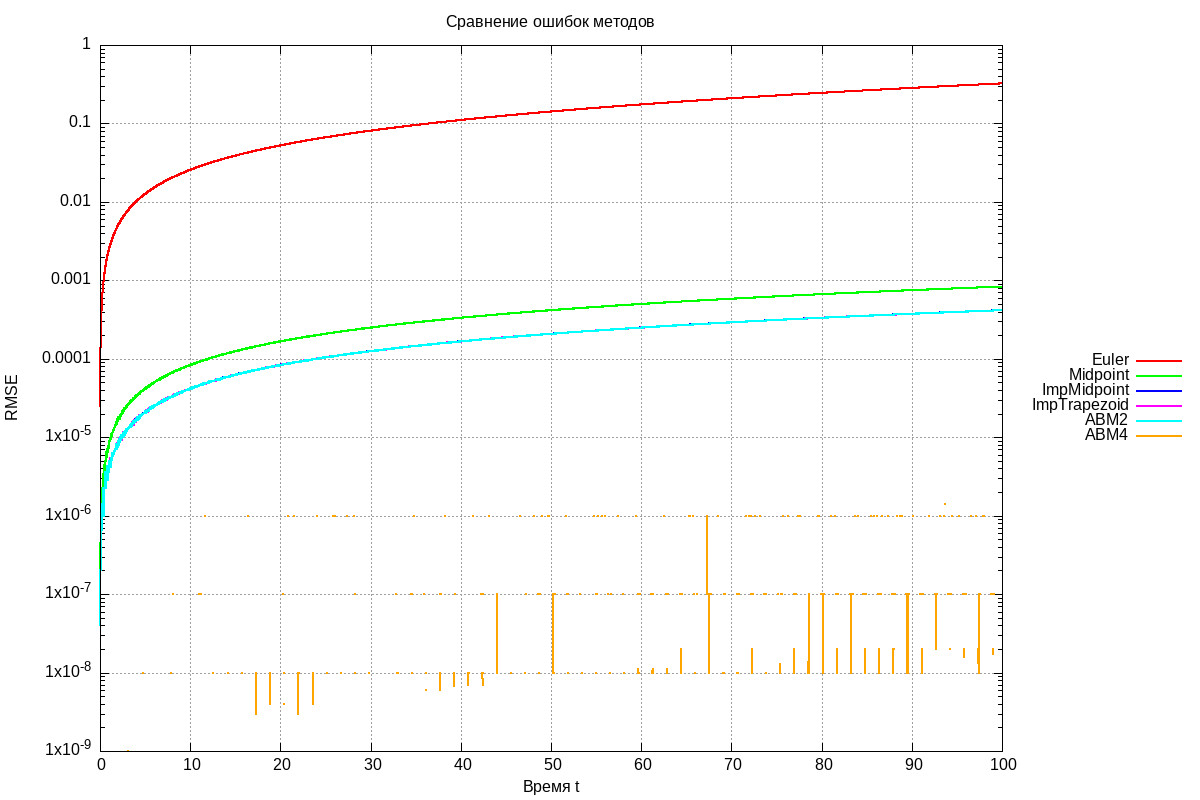 Сравнение ошибок методов
1
0.1
0.01
0.001
0.0001
1x10⁻⁵
1x10⁻⁶
1x10⁻⁷
1x10⁻⁸
1x10⁻⁹
RMSE
0 10 20 30 40 50 60 70 80 90 100
Время t
Euler
Midpoint
ImpMidpoint
ImpTrapezoid
ABM2
ABM4